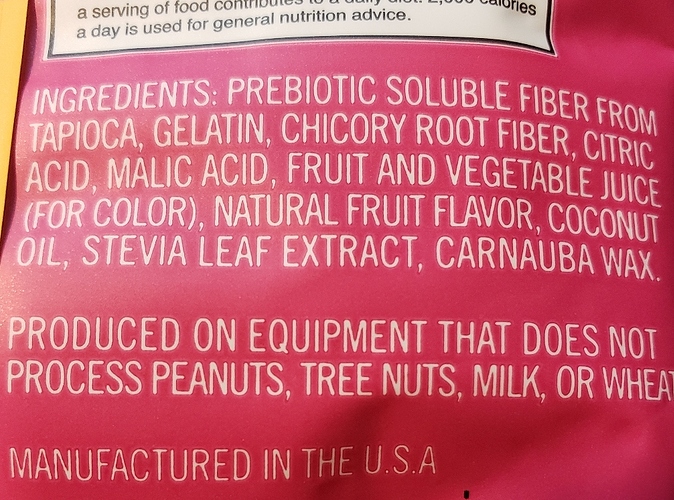 a serving of food contributes to a daily diet. 2,000 calories
a day is used for general nutrition advice.
INGREDIENTS: PREBIOTIC SOLUBLE FIBER FROM
TAPIOCA, GELATIN, CHICORY ROOT FIBER, CITRIC
ACID, MALIC ACID, FRUIT AND VEGETABLE JUICE
(FOR COLOR), NATURAL FRUIT FLAVOR, COCONUT
OIL, STEVIA LEAF EXTRACT, CARNAUBA WAX.
PRODUCED ON EQUIPMENT THAT DOES NOT
PROCESS PEANUTS, TREE NUTS, MILK, OR WHEAT
MANUFACTURED IN THE U.S.A